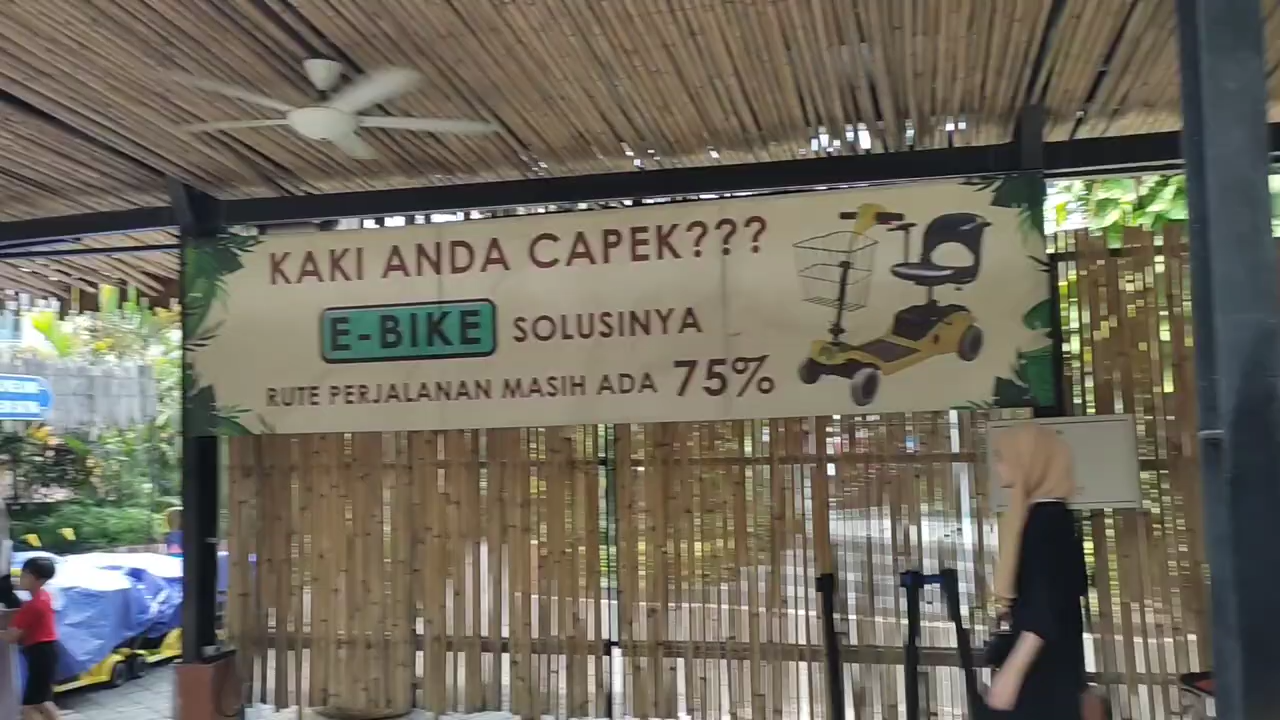 KAKI ANDA CAPEK???
E-BIKE SOLUSINYA
RUTE PERJALANAN MASIH ADA 75%